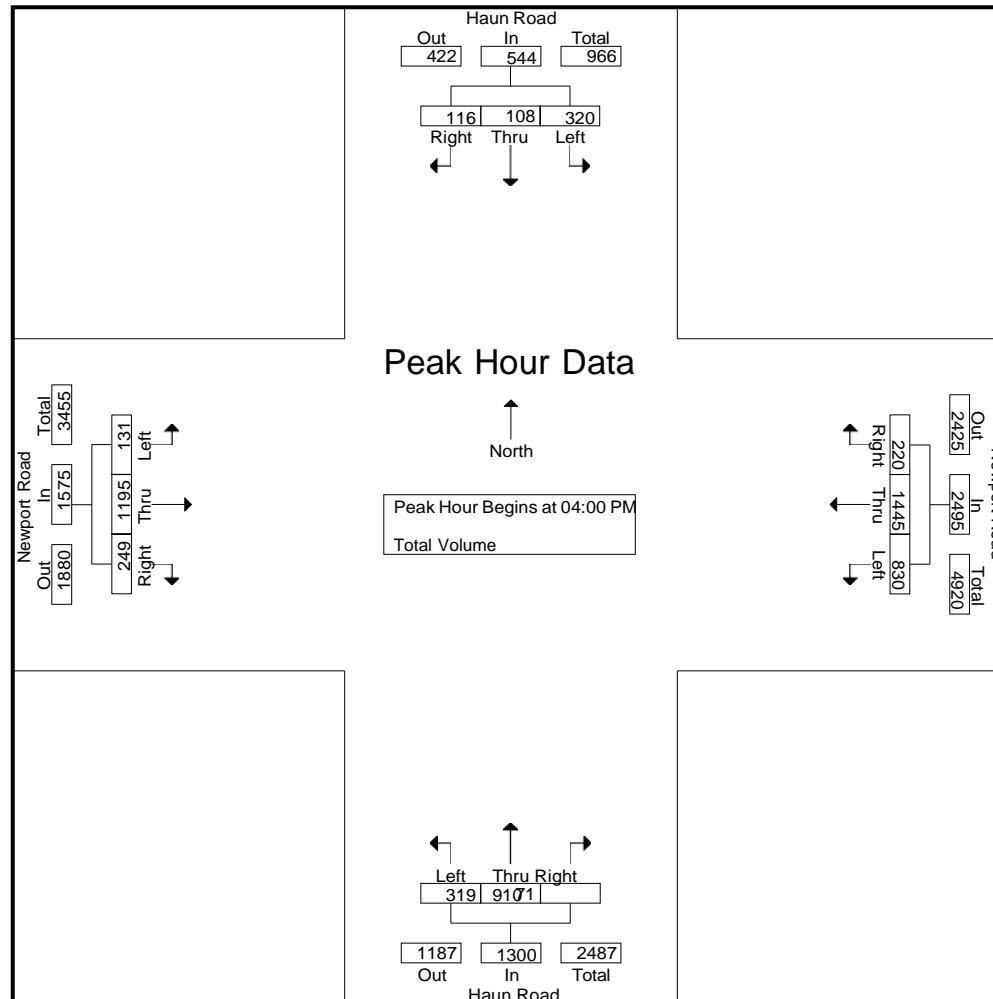 Haun Road
Out In Total
422 544 966
116 108 320
Right Thru Left
Peak Hour Data
North
Peak Hour Begins at 04:00 PM
Total Volume
Newport Road
Out In Total
1880 1575 3455
249 1195 131
Right Thru Left
Out In Total
2425 2495 4920
220 1445 830
Right Thru Left
Left Thru Right
319 910 71
1187 1300 2487
Out In Total
Haun Road